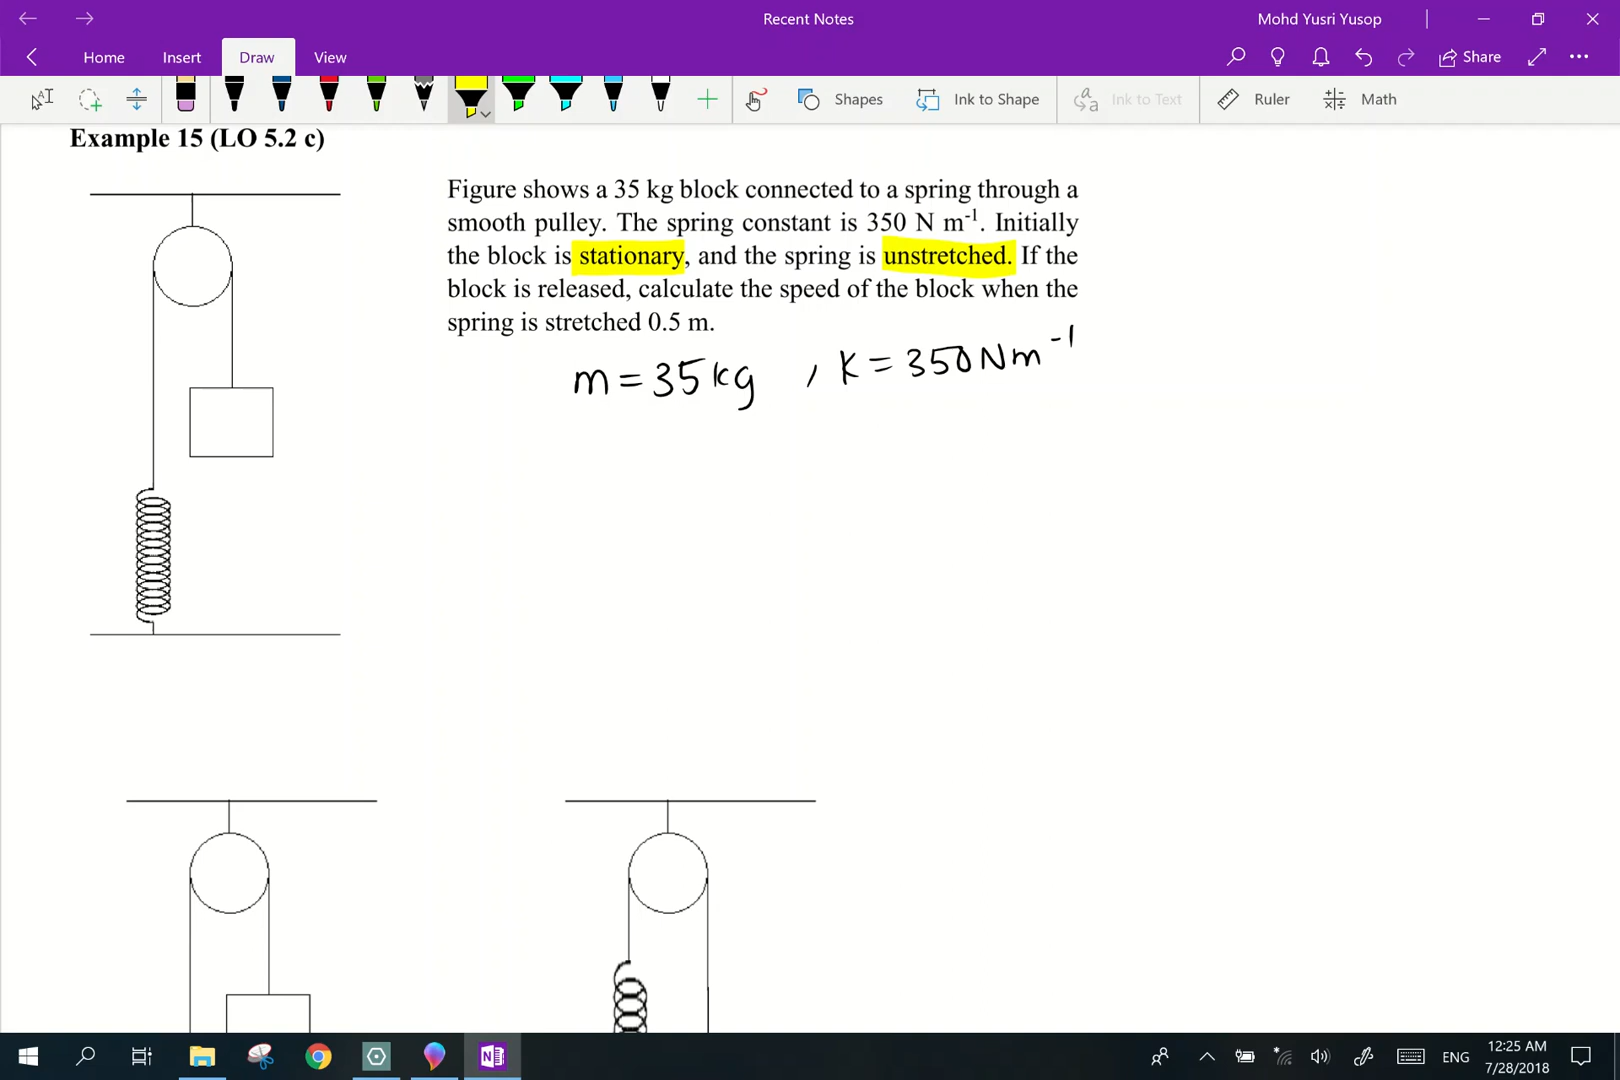 Recent Notes
Mohd Yusri Yusop
Home Insert Draw View
Share
Shapes
Ink to Shape
Ink to Text
Ruler
Math
Example 15 (LO 5.2 c)
Figure shows a 35 kg block connected to a spring through a
smooth pulley. The spring constant is 350 N m⁻¹. Initially
the block is stationary, and the spring is unstretched. If the
block is released, calculate the speed of the block when the
spring is stretched 0.5 m.
m = 35 kg , k = 350 N m⁻¹
ENG
12:25 AM
7/28/2018